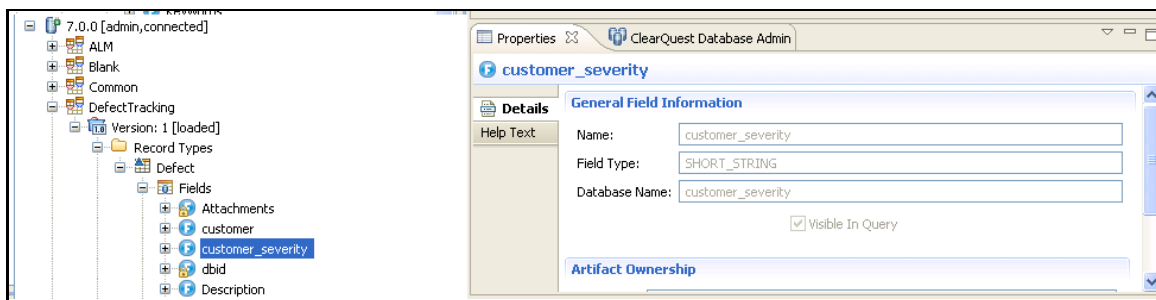 7.0.0 [admin,connected]
ALM
Blank
Common
DefectTracking
Version: 1 [loaded]
Record Types
Defect
Fields
Attachments
customer
customer_severity
dbid
Description
Properties
ClearQuest Database Admin
customer_severity
Details
Help Text
General Field Information
Name: customer_severity
Field Type: SHORT_STRING
Database Name: customer_severity
Visible In Query
Artifact Ownership